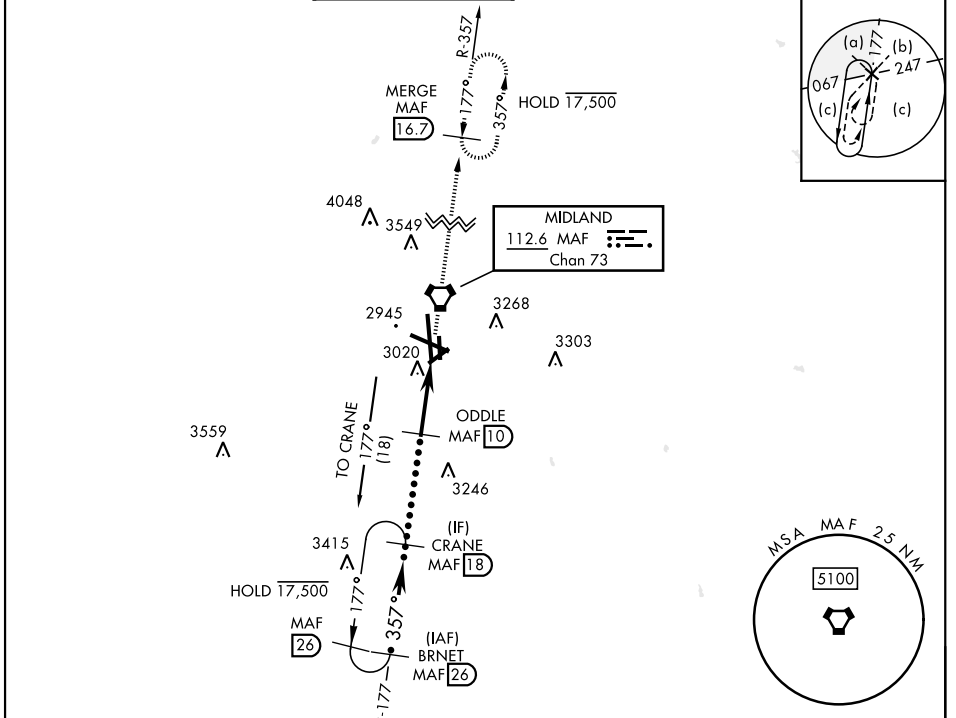 R-357
177°
357°
HOLD 17,500
MERGE
MAF
16.7
(a)
177
(b)
067
247
(c)
(c)
4048
3549
MIDLAND
112.6 MAF
Chan 73
2945
3268
3020
3303
ODDLE
MAF 10
TO CRANE
177°
(18)
3559
3246
3415
(IF)
CRANE
MAF 18
HOLD 17,500
177°
357°
MAF
26
(IAF)
BRNET
MAF 26
-177
MSA MAF 25 NM
5100